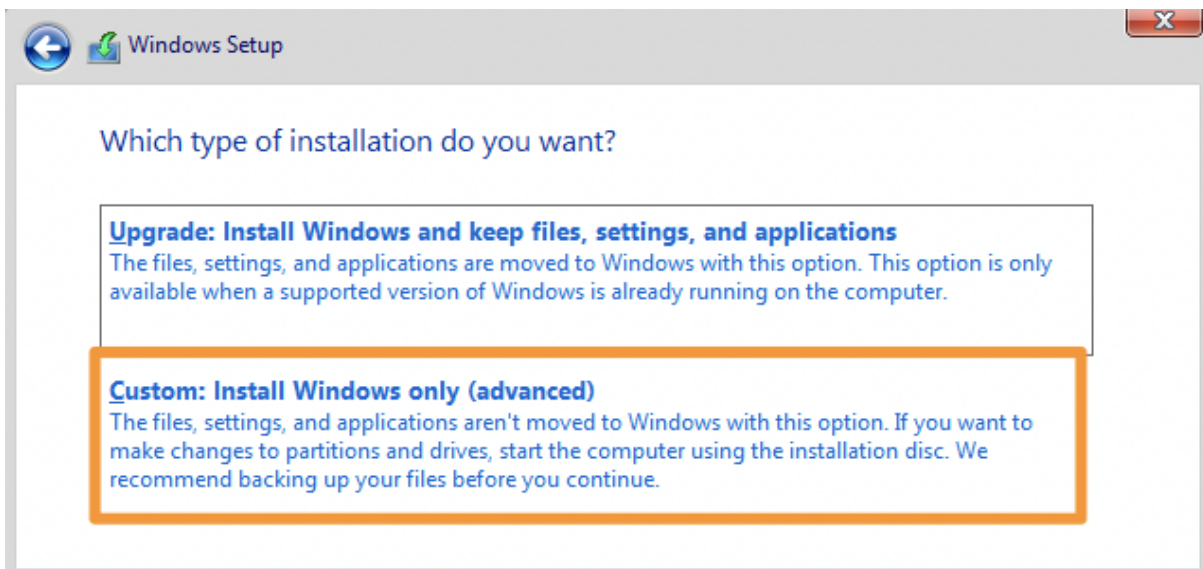 Windows Setup
Which type of installation do you want?
Upgrade: Install Windows and keep files, settings, and applications
The files, settings, and applications are moved to Windows with this option. This option is only
available when a supported version of Windows is already running on the computer.
Custom: Install Windows only (advanced)
The files, settings, and applications aren't moved to Windows with this option. If you want to
make changes to partitions and drives, start the computer using the installation disc. We
recommend backing up your files before you continue.